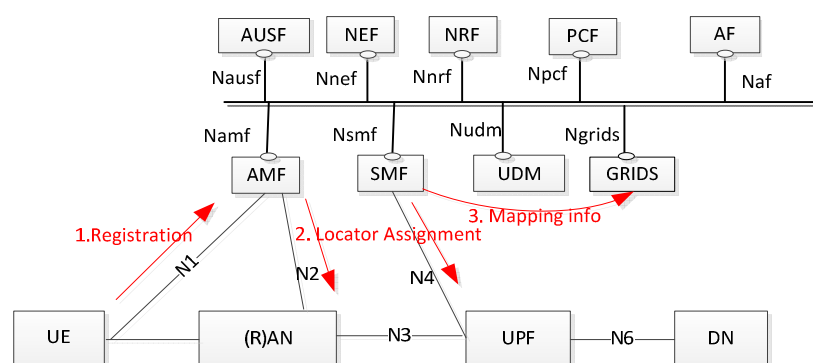 AUSF NEF NRF PCF AF
Nausf Nnef Nnrf Npcf Naf
Namf Nsmf Nudm Ngrids
AMF SMF UDM GRIDS
1.Registration 2. Locator Assignment 3. Mapping info
N1 N2 N4
UE (R)AN N3 UPF N6 DN